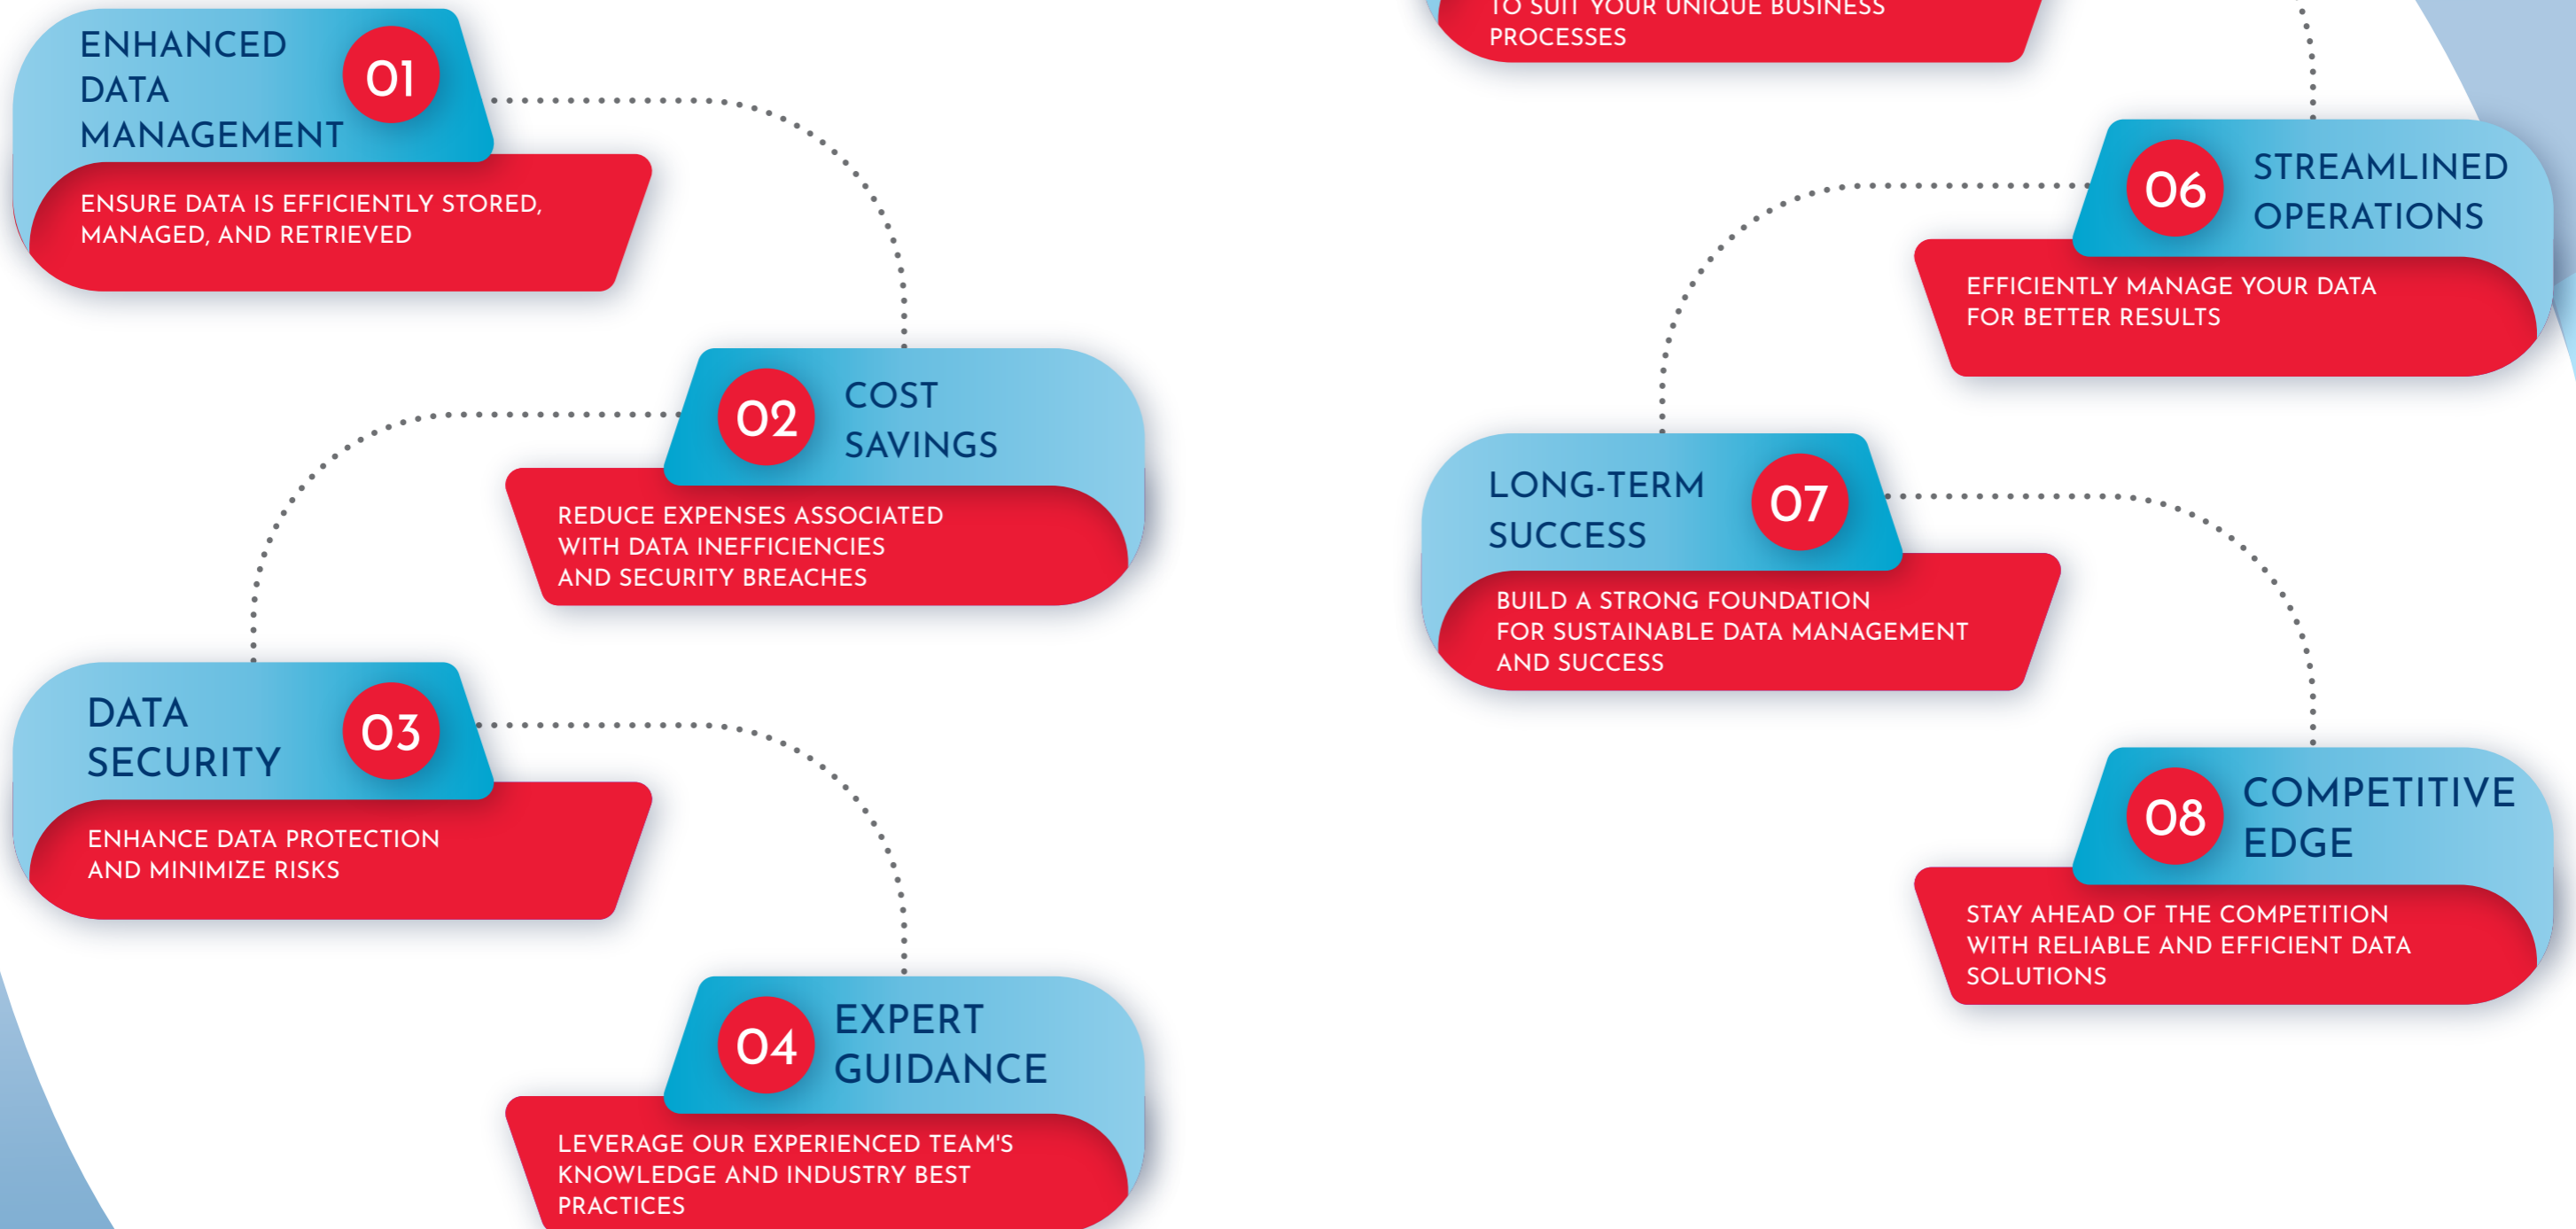 ENHANCED
DATA
MANAGEMENT
01
ENSURE DATA IS EFFICIENTLY STORED,
MANAGED, AND RETRIEVED
02
COST
SAVINGS
REDUCE EXPENSES ASSOCIATED
WITH DATA INEFFICIENCIES
AND SECURITY BREACHES
DATA
SECURITY
03
ENHANCE DATA PROTECTION
AND MINIMIZE RISKS
04
EXPERT
GUIDANCE
LEVERAGE OUR EXPERIENCED TEAM'S
KNOWLEDGE AND INDUSTRY BEST
PRACTICES
TO SUIT YOUR UNIQUE BUSINESS
PROCESSES
06
STREAMLINED
OPERATIONS
EFFICIENTLY MANAGE YOUR DATA
FOR BETTER RESULTS
LONG-TERM
SUCCESS
07
BUILD A STRONG FOUNDATION
FOR SUSTAINABLE DATA MANAGEMENT
AND SUCCESS
08
COMPETITIVE
EDGE
STAY AHEAD OF THE COMPETITION
WITH RELIABLE AND EFFICIENT DATA
SOLUTIONS